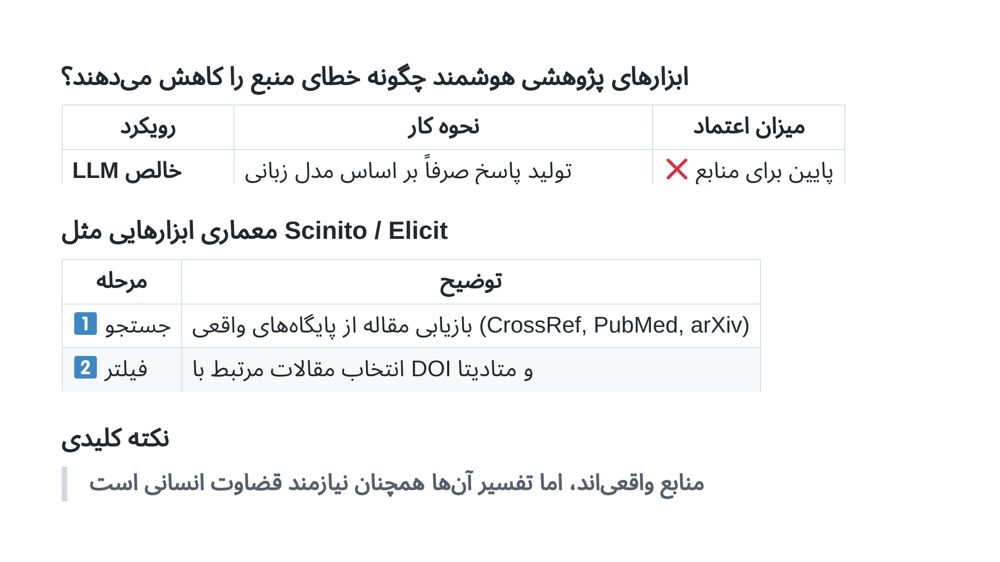 ابزارهای پژوهشی هوشمند چگونه خطای منبع را کاهش می‌دهند؟
رویکرد نحوه کار میزان اعتماد
LLM خالص تولید پاسخ صرفاً بر اساس مدل زبانی ❌ پایین برای منابع
معماری ابزارهایی مثل Scinito / Elicit
مرحله توضیح
1️⃣ جستجو بازیابی مقاله از پایگاه‌های واقعی (CrossRef, PubMed, arXiv)
2️⃣ فیلتر انتخاب مقالات مرتبط با DOI و متادیتا
نکته کلیدی
منابع واقعی‌اند، اما تفسیر آن‌ها همچنان نیازمند قضاوت انسانی است